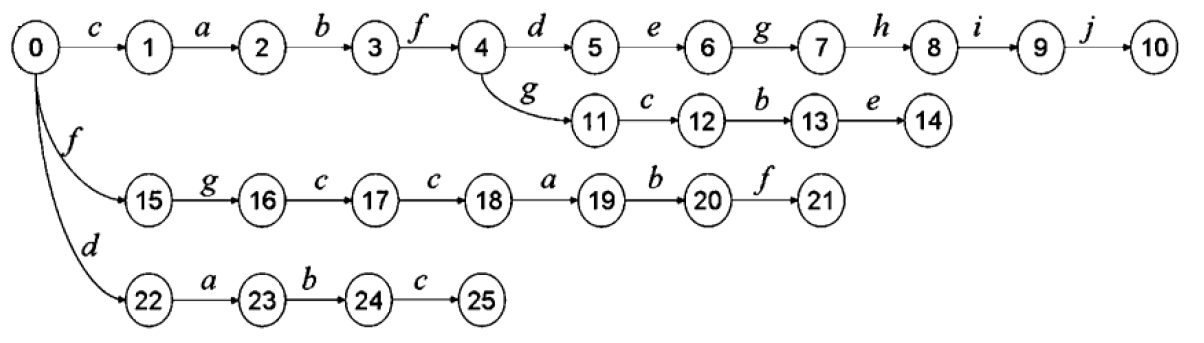 0 c 1 a 2 b 3 f 4 d 5 e 6 g 7 h 8 i 9 j 10
g 11 c 12 b 13 e 14
f 15 g 16 c 17 c 18 a 19 b 20 f 21
d 22 a 23 b 24 c 25